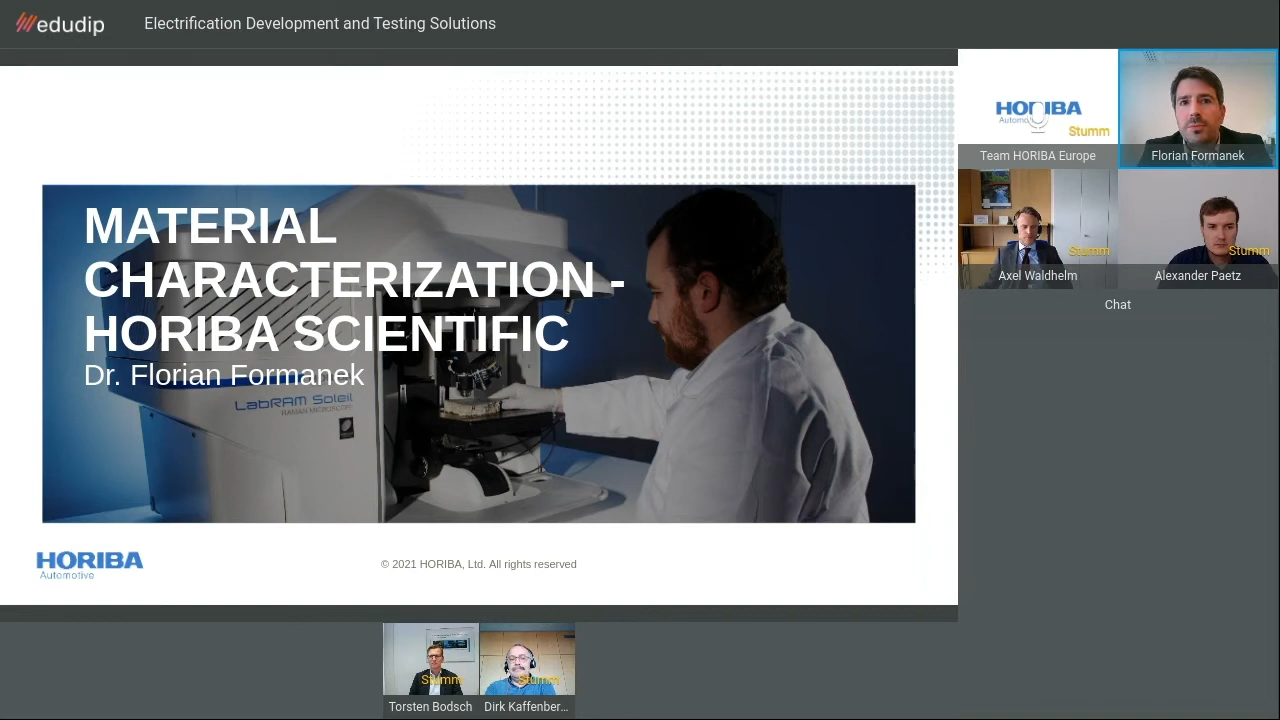 edudip
Electrification Development and Testing Solutions
MATERIAL
CHARACTERIZATION -
HORIBA SCIENTIFIC
Dr. Florian Formanek
LabRAM Soleil
RAMAN MICROSCOPE
HORIBA
Automotive
© 2021 HORIBA, Ltd. All rights reserved
HORIBA
Stumm
Team HORIBA Europe
Florian Formanek
Stumm
Axel Waldhelm
Stumm
Alexander Paetz
Chat
Stumm
Torsten Bodsch
Stumm
Dirk Kaffenber...